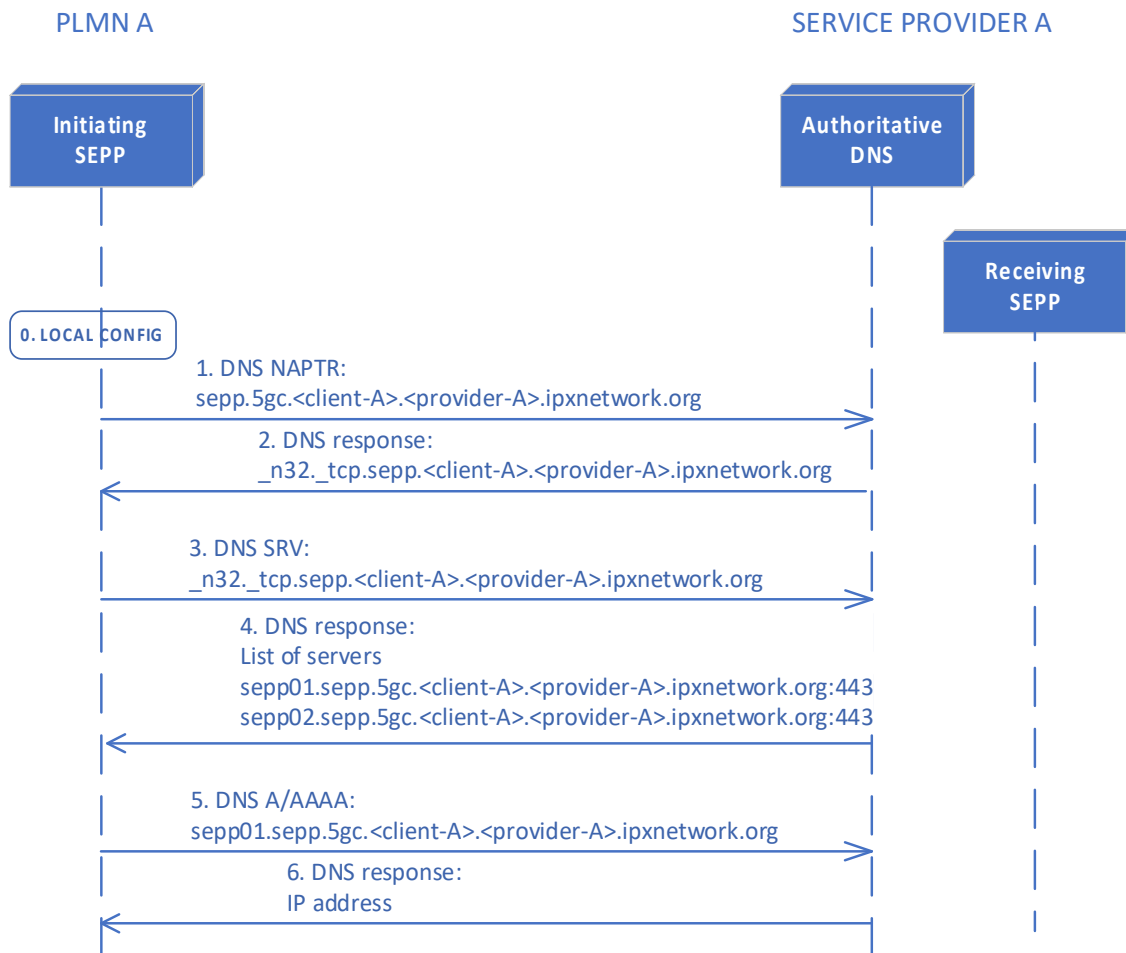 PLMN A
SERVICE PROVIDER A
Initiating
SEPP
Authoritative
DNS
Receiving
SEPP
0. LOCAL CONFIG
1. DNS NAPTR:
sepp.5gc.<client-A>.<provider-A>.ipxnetwork.org
2. DNS response:
_n32._tcp.sepp.<client-A>.<provider-A>.ipxnetwork.org
3. DNS SRV:
_n32._tcp.sepp.<client-A>.<provider-A>.ipxnetwork.org
4. DNS response:
List of servers
sepp01.sepp.5gc.<client-A>.<provider-A>.ipxnetwork.org:443
sepp02.sepp.5gc.<client-A>.<provider-A>.ipxnetwork.org:443
5. DNS A/AAAA:
sepp01.sepp.5gc.<client-A>.<provider-A>.ipxnetwork.org
6. DNS response:
IP address